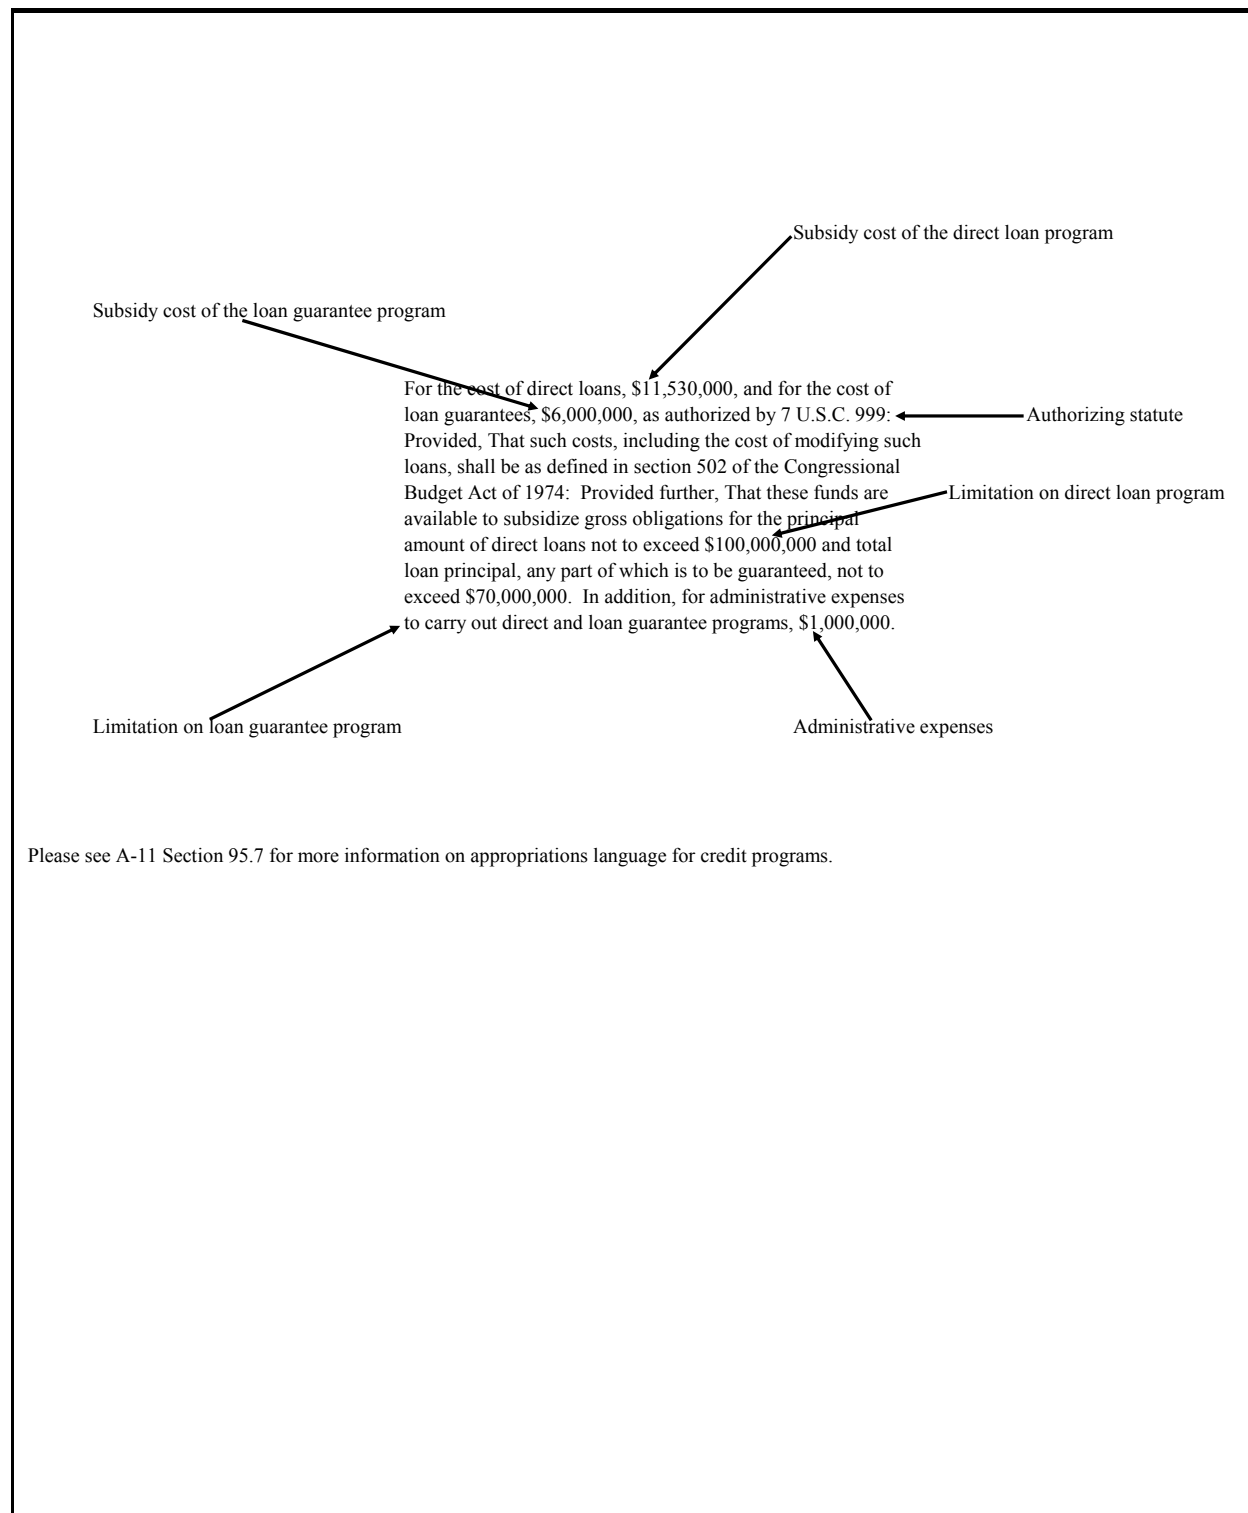 Subsidy cost of the direct loan program
Subsidy cost of the loan guarantee program
For the cost of direct loans, $11,530,000, and for the cost of
loan guarantees, $6,000,000, as authorized by 7 U.S.C. 999:
Authorizing statute
Provided, That such costs, including the cost of modifying such
loans, shall be as defined in section 502 of the Congressional
Budget Act of 1974:  Provided further, That these funds are
Limitation on direct loan program
available to subsidize gross obligations for the principal
amount of direct loans not to exceed $100,000,000 and total
loan principal, any part of which is to be guaranteed, not to
exceed $70,000,000.  In addition, for administrative expenses
to carry out direct and loan guarantee programs, $1,000,000.
Limitation on loan guarantee program
Administrative expenses
Please see A-11 Section 95.7 for more information on appropriations language for credit programs.